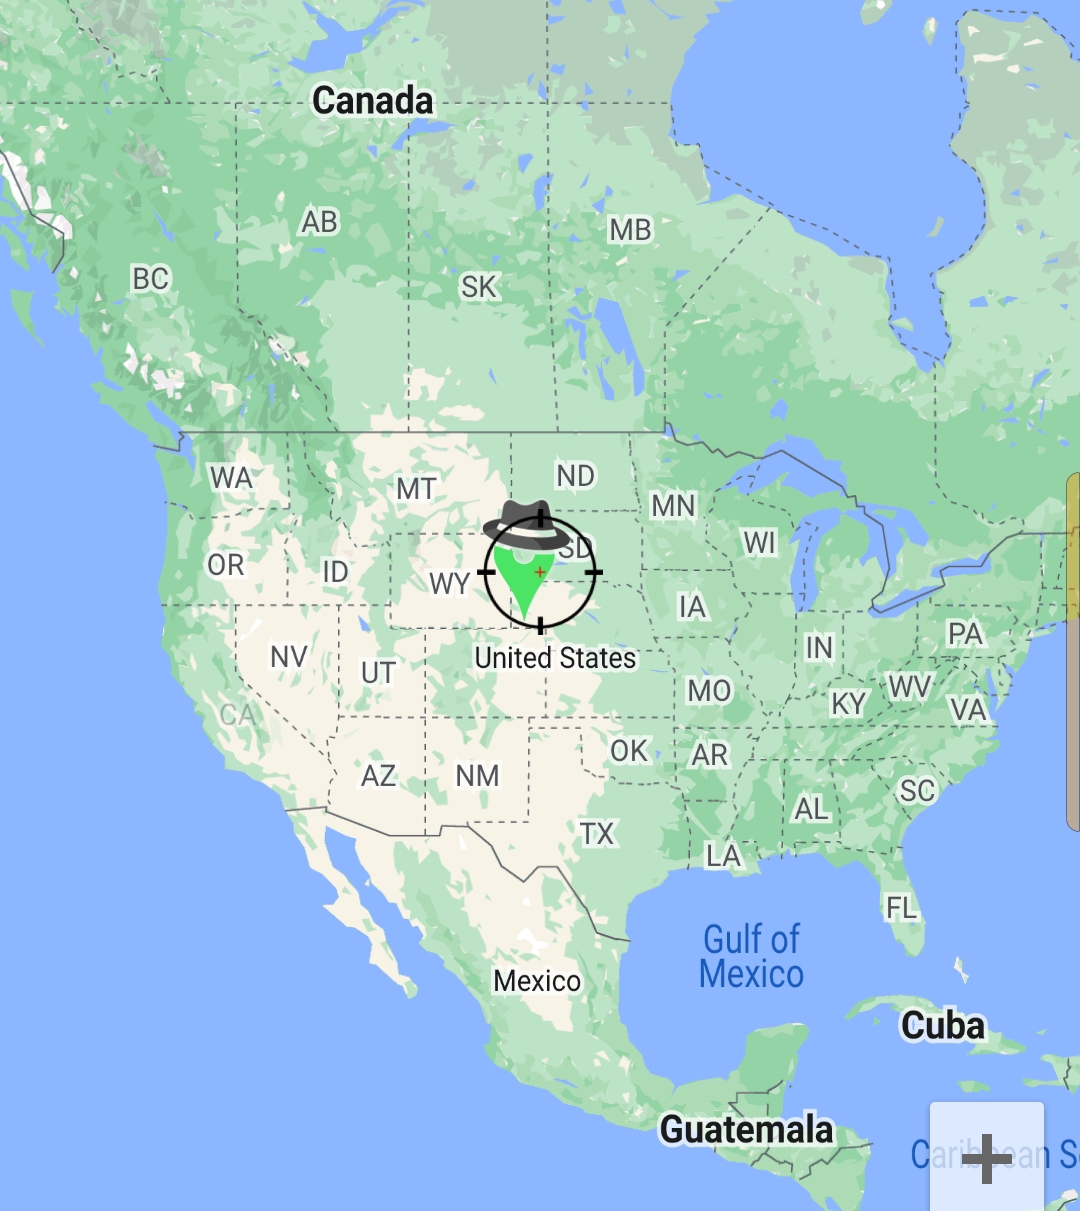 Canada
AB
MB
BC
SK
WA
MT
ND
MN
OR
ID
WY
SD
WI
IA
NV
UT
United States
IN
PA
CA
MO
KY
WV
VA
AZ
NM
OK
AR
TX
AL
SC
LA
FL
Gulf of
Mexico
Mexico
Cuba
Guatemala
Caribbean S